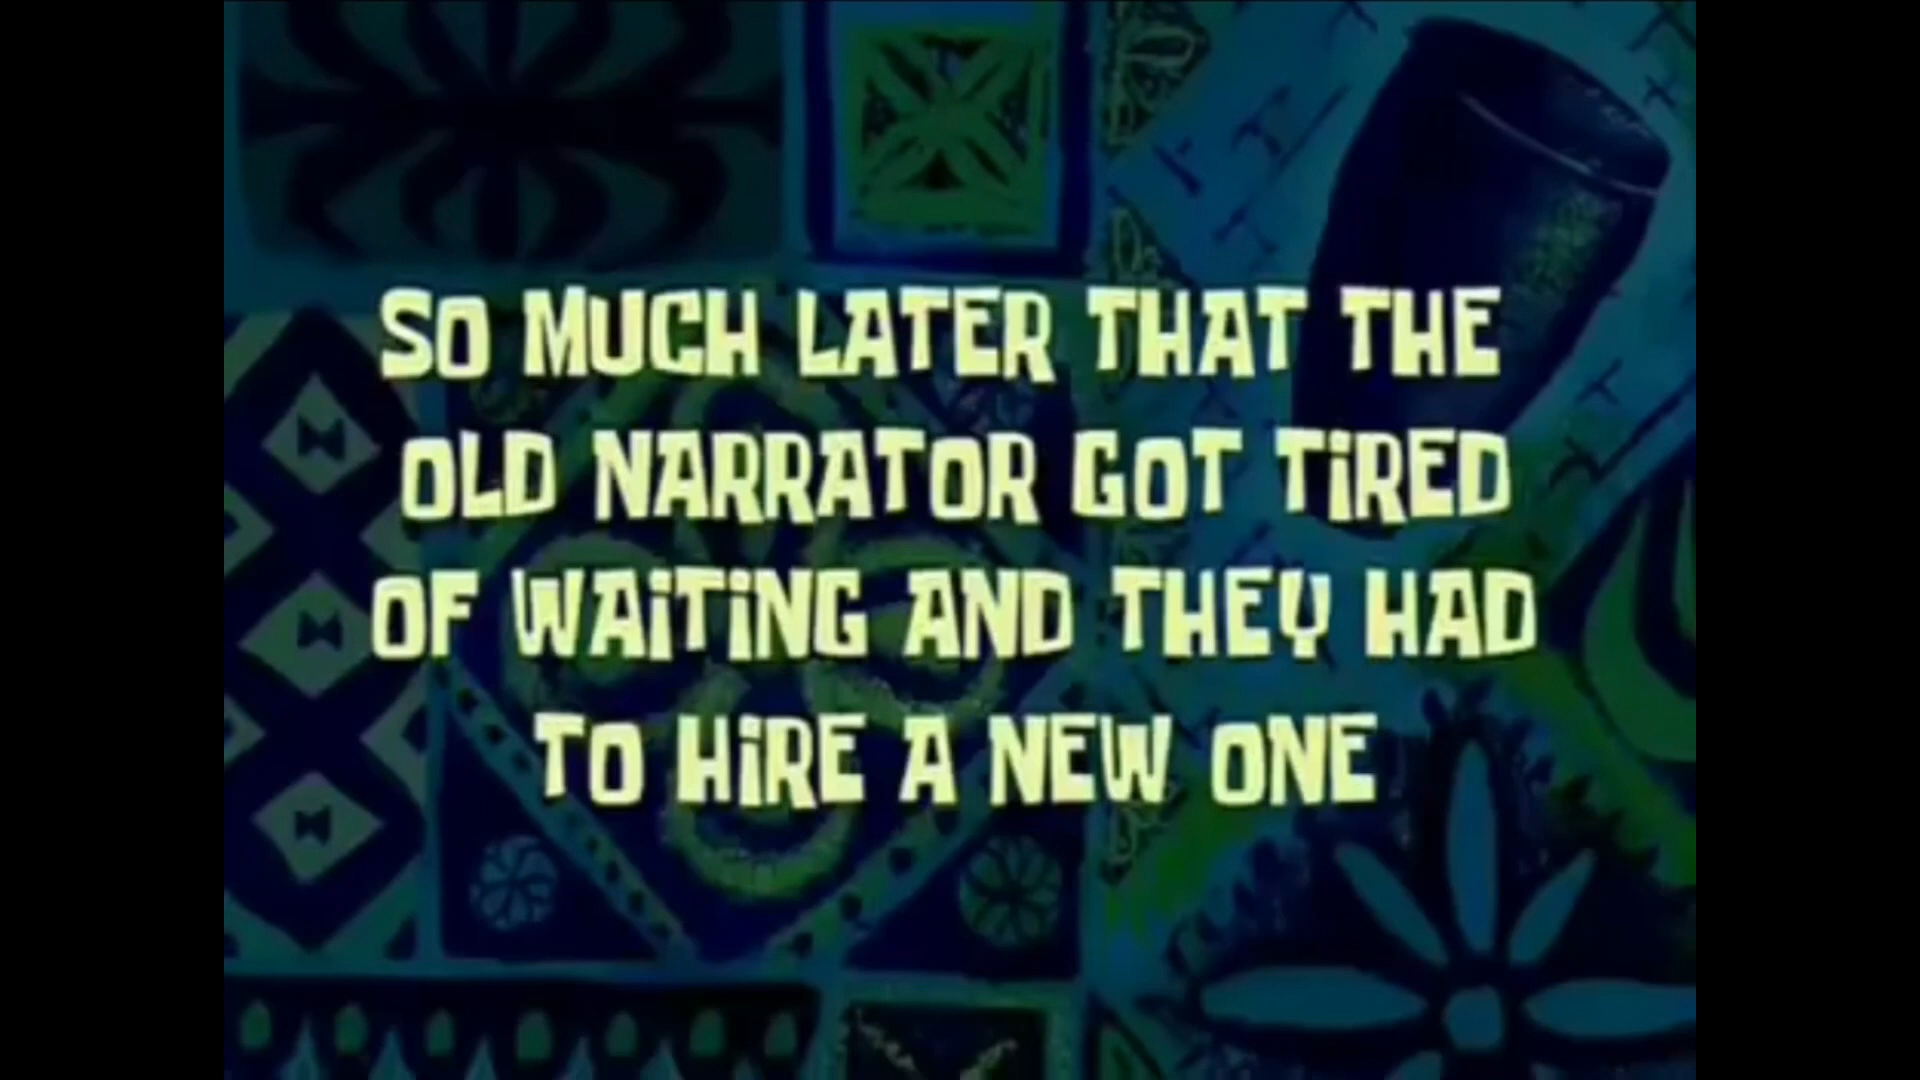 SO MUCH LATER THAT THE
OLD NARRATOR GOT TiRED
OF WAiTiNG AND THEY HAD
TO HiRE A NEW ONE